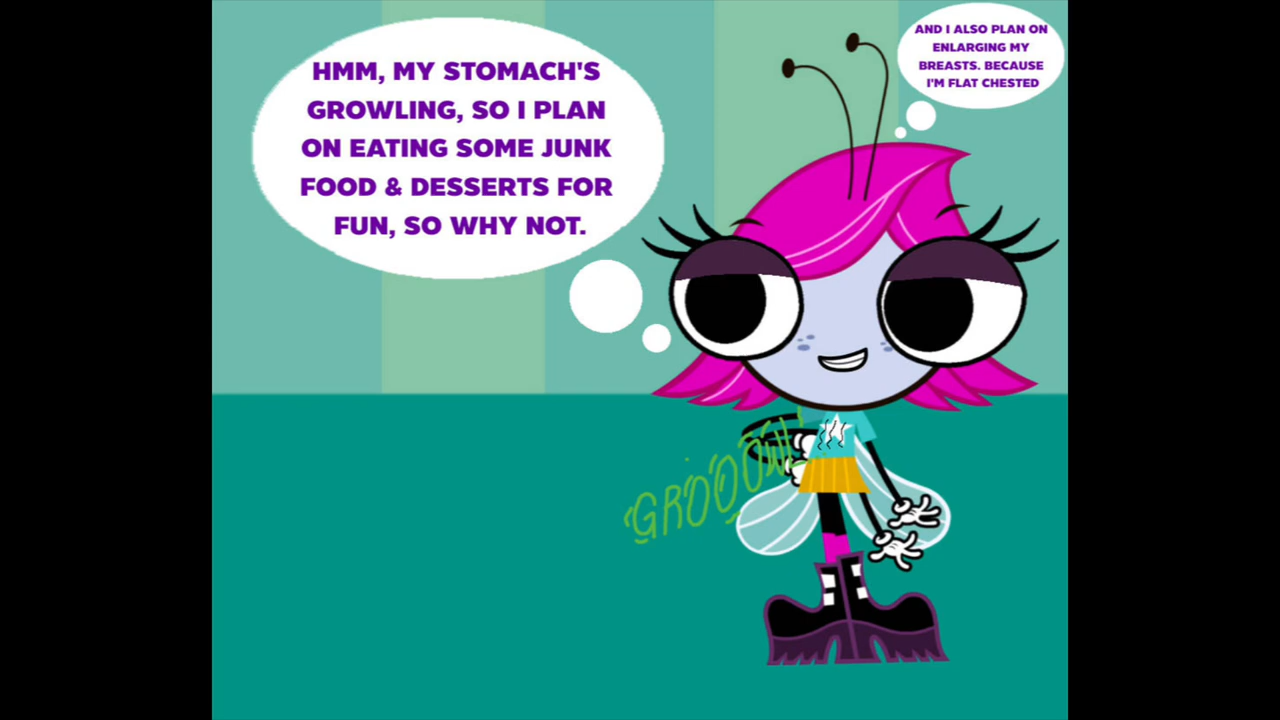 HMM, MY STOMACH'S
GROWLING, SO I PLAN
ON EATING SOME JUNK
FOOD & DESSERTS FOR
FUN, SO WHY NOT.
AND I ALSO PLAN ON
ENLARGING MY
BREASTS. BECAUSE
I'M FLAT CHESTED